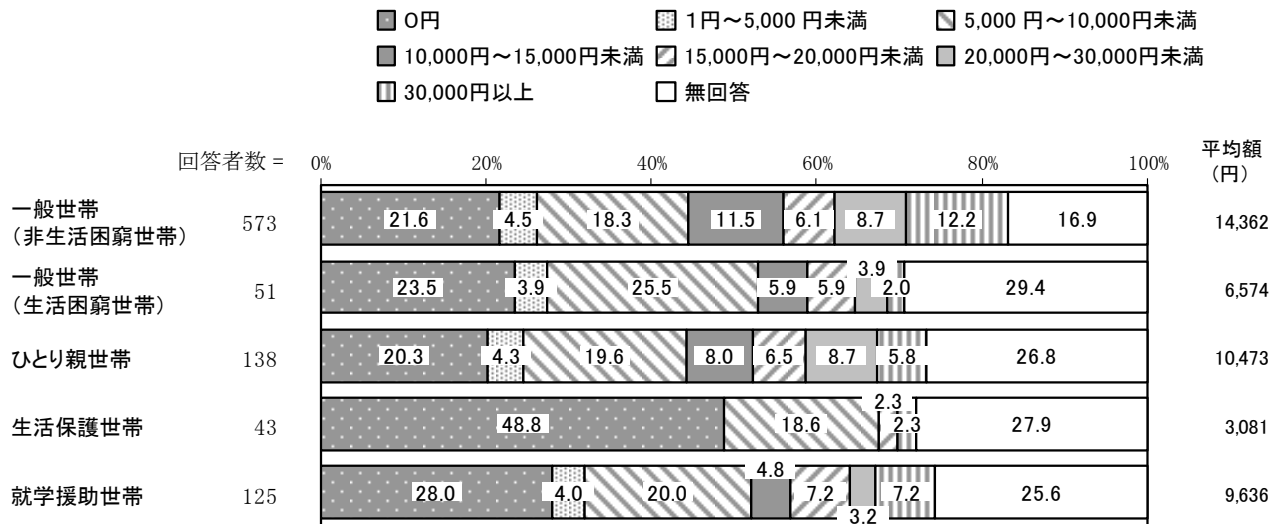 0円 1円～5,000 円未満 5,000 円～10,000円未満
10,000円～15,000円未満 15,000円～20,000円未満 20,000円～30,000円未満
30,000円以上 無回答
回答者数 = 0% 20% 40% 60% 80% 100% 平均額
（円）
一般世帯
（非生活困窮世帯） 573 21.6 4.5 18.3 11.5 6.1 8.7 12.2 16.9 14,362
一般世帯
（生活困窮世帯） 51 23.5 3.9 25.5 5.9 5.9 3.9 2.0 29.4 6,574
ひとり親世帯 138 20.3 4.3 19.6 8.0 6.5 8.7 5.8 26.8 10,473
生活保護世帯 43 48.8 18.6 2.3 2.3 27.9 3,081
就学援助世帯 125 28.0 4.0 20.0 4.8 7.2 3.2 7.2 25.6 9,636